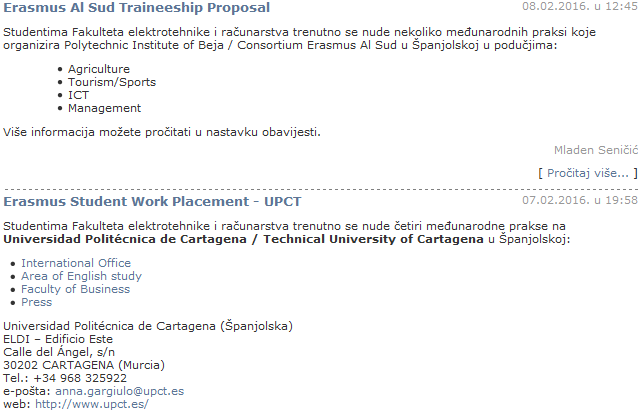 Erasmus Al Sud Traineeship Proposal 08.02.2016. u 12:45
Studentima Fakulteta elektrotehnike i računarstva trenutno se nude nekoliko međunarodnih praksi koje
organizira Polytechnic Institute of Beja / Consortium Erasmus Al Sud u Španjolskoj u područjima:
• Agriculture
• Tourism/Sports
• ICT
• Management
Više informacija možete pročitati u nastavku obavijesti.
Mladen Seničić
[ Pročitaj više... ]
Erasmus Student Work Placement - UPCT 07.02.2016. u 19:58
Studentima Fakulteta elektrotehnike i računarstva trenutno se nude četiri međunarodne prakse na
Universidad Politécnica de Cartagena / Technical University of Cartagena u Španjolskoj:
• International Office
• Area of English study
• Faculty of Business
• Press
Universidad Politécnica de Cartagena (Španjolska)
ELDI – Edificio Este
Calle del Ángel, s/n
30202 CARTAGENA (Murcia)
Tel.: +34 968 325922
e-pošta: anna.gargiulo@upct.es
web: http://www.upct.es/